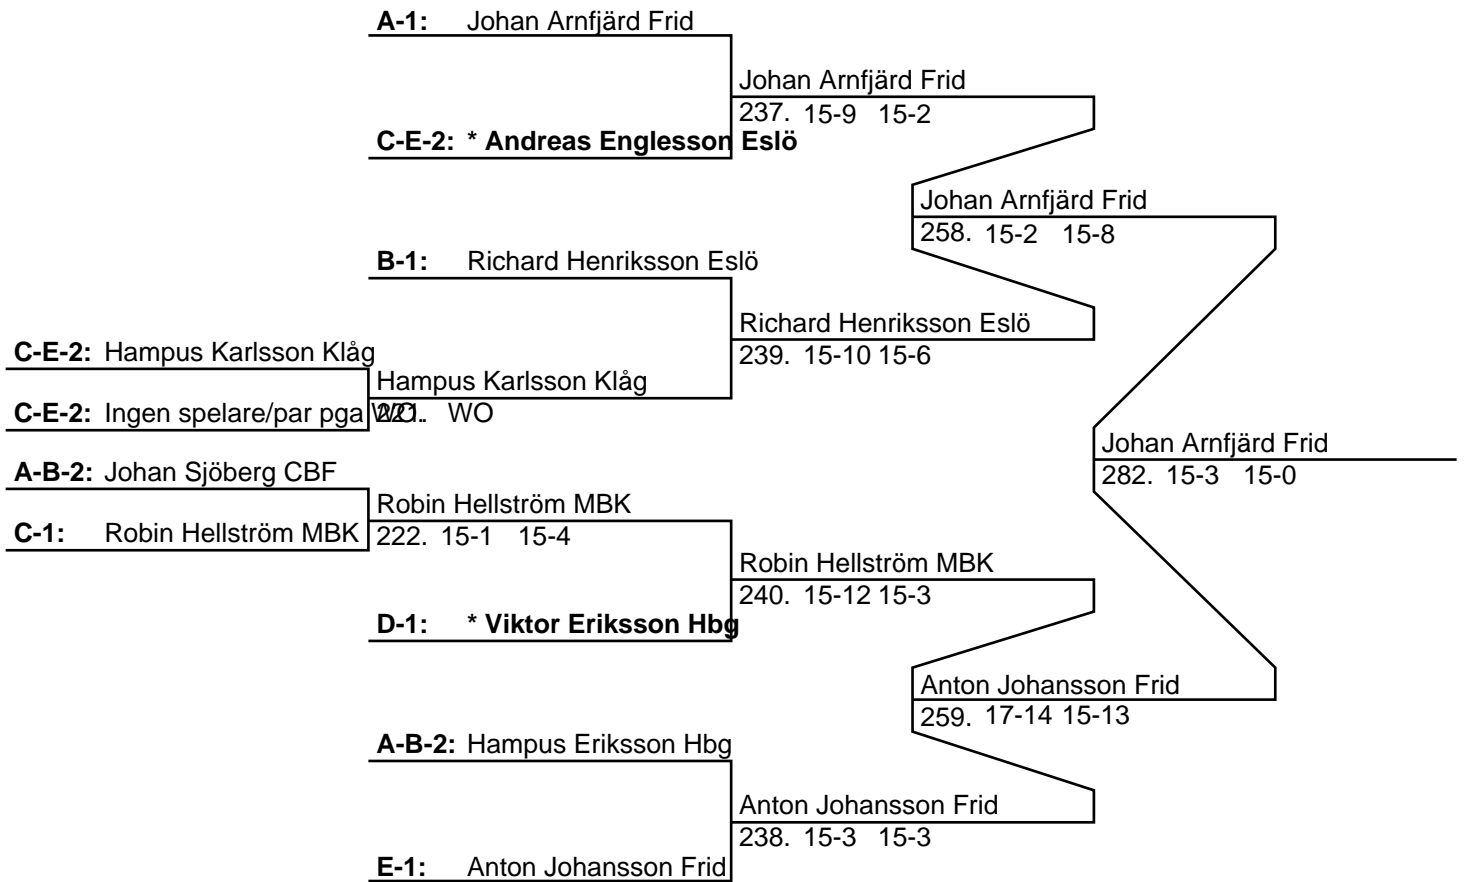 A-1: Johan Arnfjärd Frid
Johan Arnfjärd Frid
237. 15-9 15-2
C-E-2: * Andreas Englesson Eslö
Johan Arnfjärd Frid
258. 15-2 15-8
B-1: Richard Henriksson Eslö
Richard Henriksson Eslö
239. 15-10 15-6
C-E-2: Hampus Karlsson Klåg
Hampus Karlsson Klåg
C-E-2: Ingen spelare/par pga WO.
221. WO
Johan Arnfjärd Frid
282. 15-3 15-0
A-B-2: Johan Sjöberg CBF
Robin Hellström MBK
C-1: Robin Hellström MBK
222. 15-1 15-4
Robin Hellström MBK
240. 15-12 15-3
D-1: * Viktor Eriksson Hbg
Anton Johansson Frid
259. 17-14 15-13
A-B-2: Hampus Eriksson Hbg
Anton Johansson Frid
238. 15-3 15-3
E-1: Anton Johansson Frid